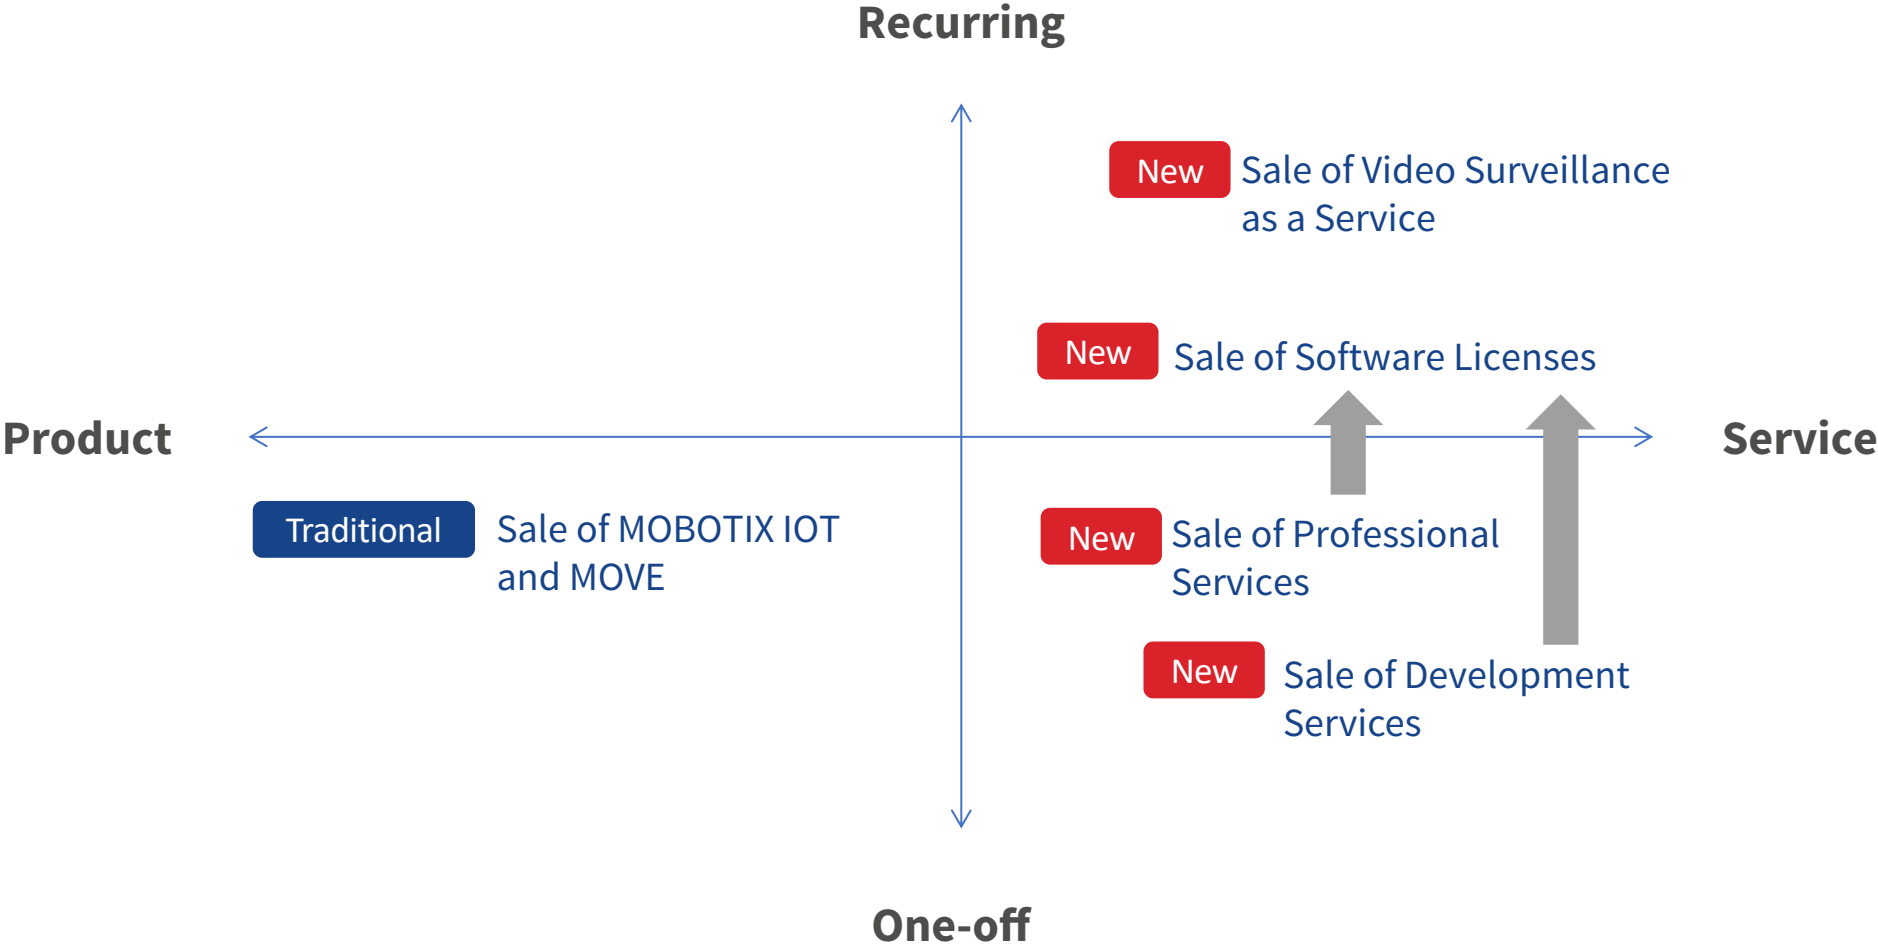 Recurring
New
Sale of Video Surveillance
as a Service
New
Sale of Software Licenses
Product
Service
Traditional
Sale of MOBOTIX IOT
and MOVE
New
Sale of Professional
Services
New
Sale of Development
Services
One-off